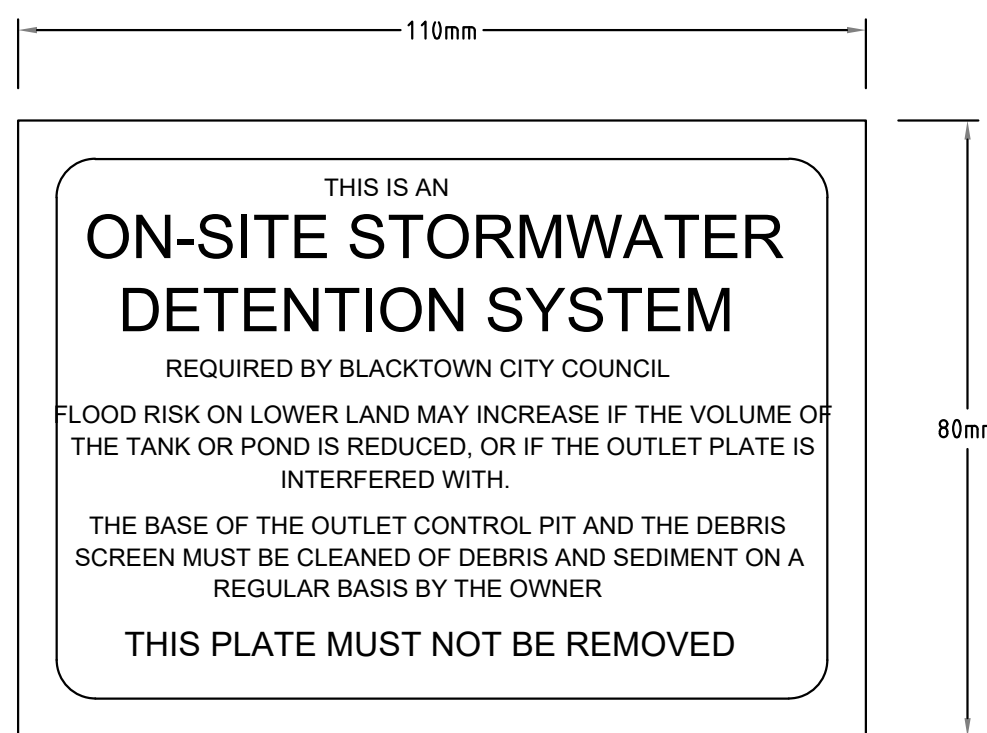 110mm
THIS IS AN
ON-SITE STORMWATER
DETENTION SYSTEM
REQUIRED BY BLACKTOWN CITY COUNCIL
FLOOD RISK ON LOWER LAND MAY INCREASE IF THE VOLUME OF
THE TANK OR POND IS REDUCED, OR IF THE OUTLET PLATE IS
INTERFERED WITH.
80mm
THE BASE OF THE OUTLET CONTROL PIT AND THE DEBRIS
SCREEN MUST BE CLEANED OF DEBRIS AND SEDIMENT ON A
REGULAR BASIS BY THE OWNER
THIS PLATE MUST NOT BE REMOVED